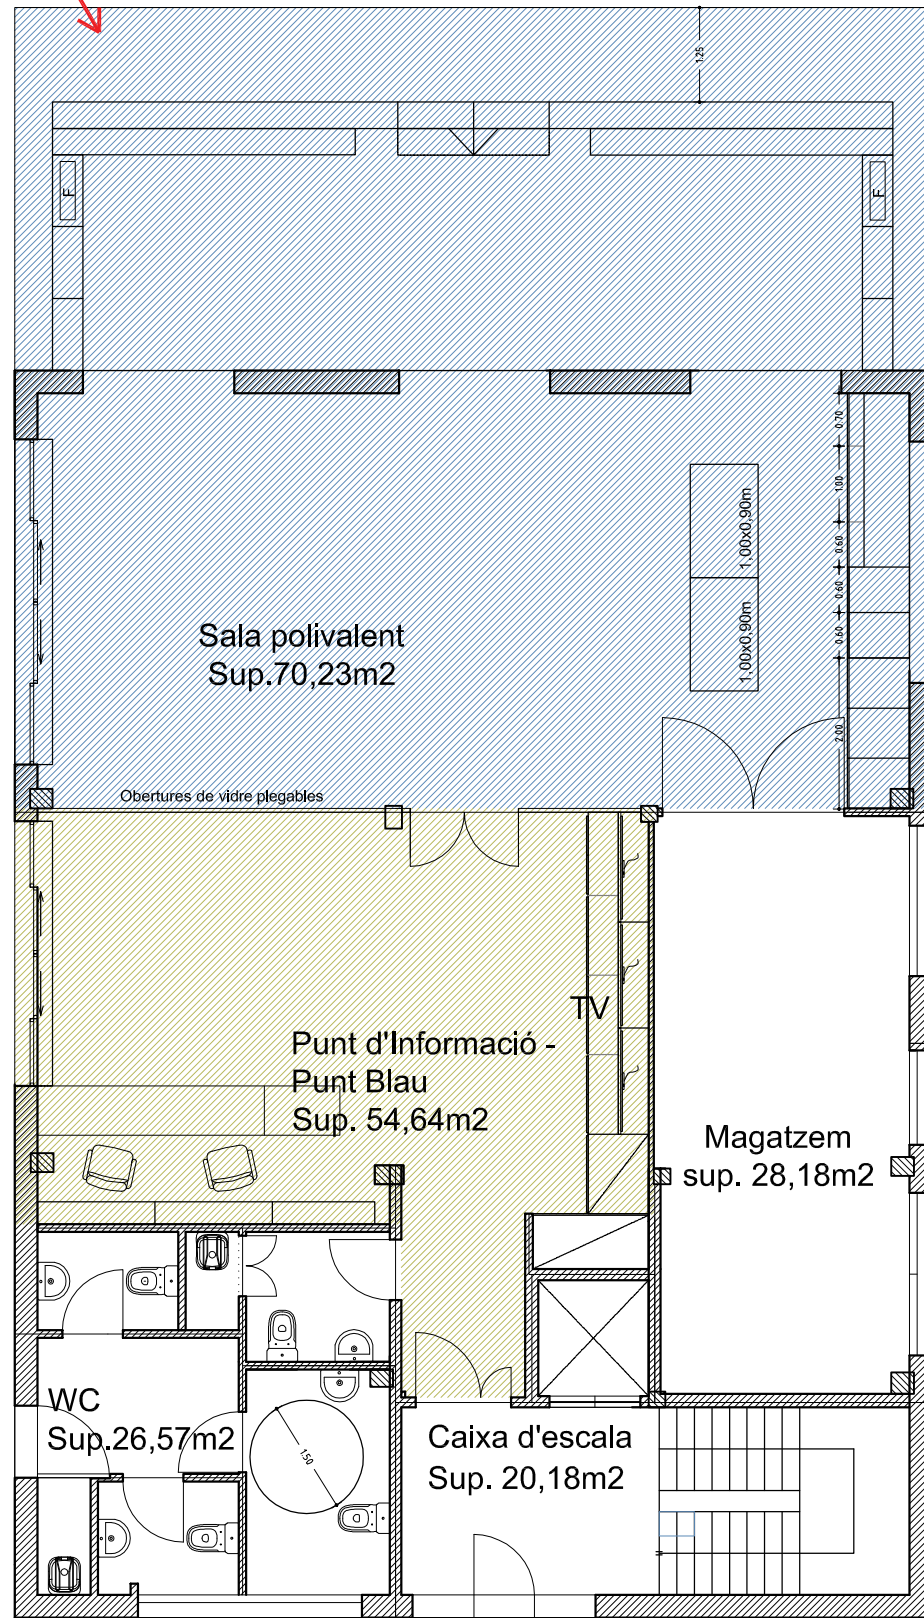 1.25
F
F
0.70
1.00
0.60
0.60
0.60
2.00
1,00x0,90m
1,00x0,90m
Sala polivalent
Sup.70,23m2
Obertures de vidre plegables
TV
Punt d'Informació -
Punt Blau
Sup. 54,64m2
Magatzem
sup. 28,18m2
WC
Sup.26,57m2
1.50
Caixa d'escala
Sup. 20,18m2